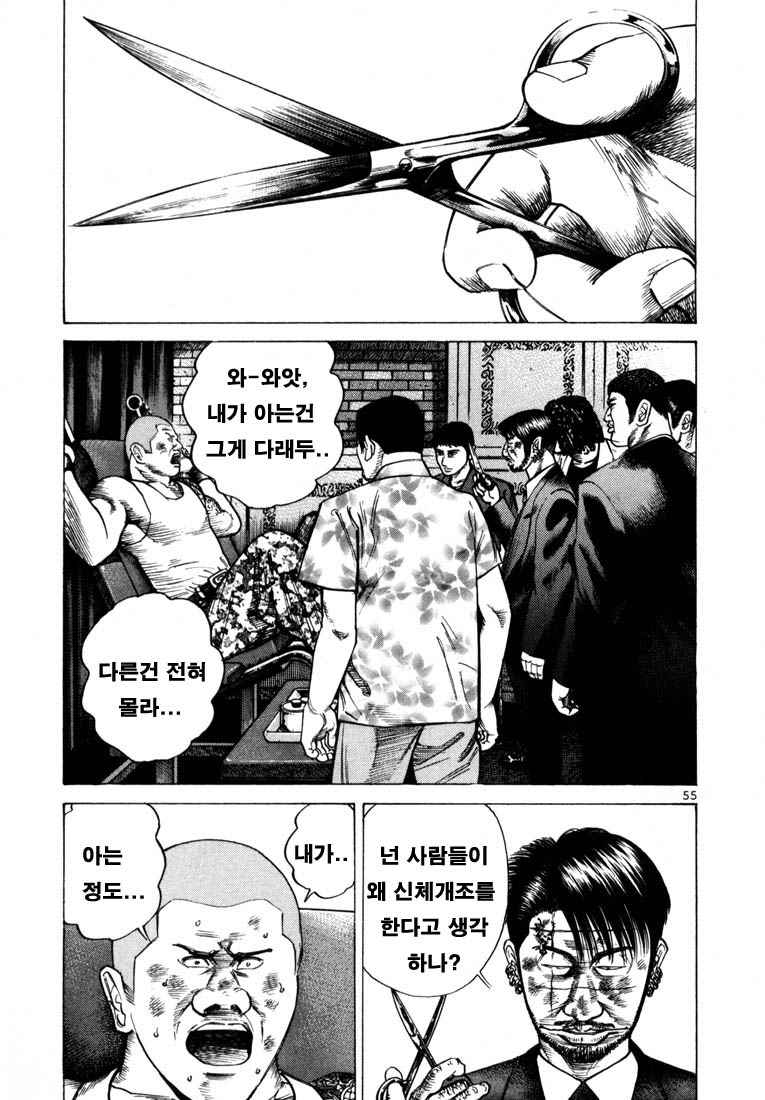 와-와앗,
내가 아는건
그게 다래두..
다른건 전혀
몰라...
55
내가..
아는
정도...
넌 사람들이
왜 신체개조를
한다고 생각
하나?